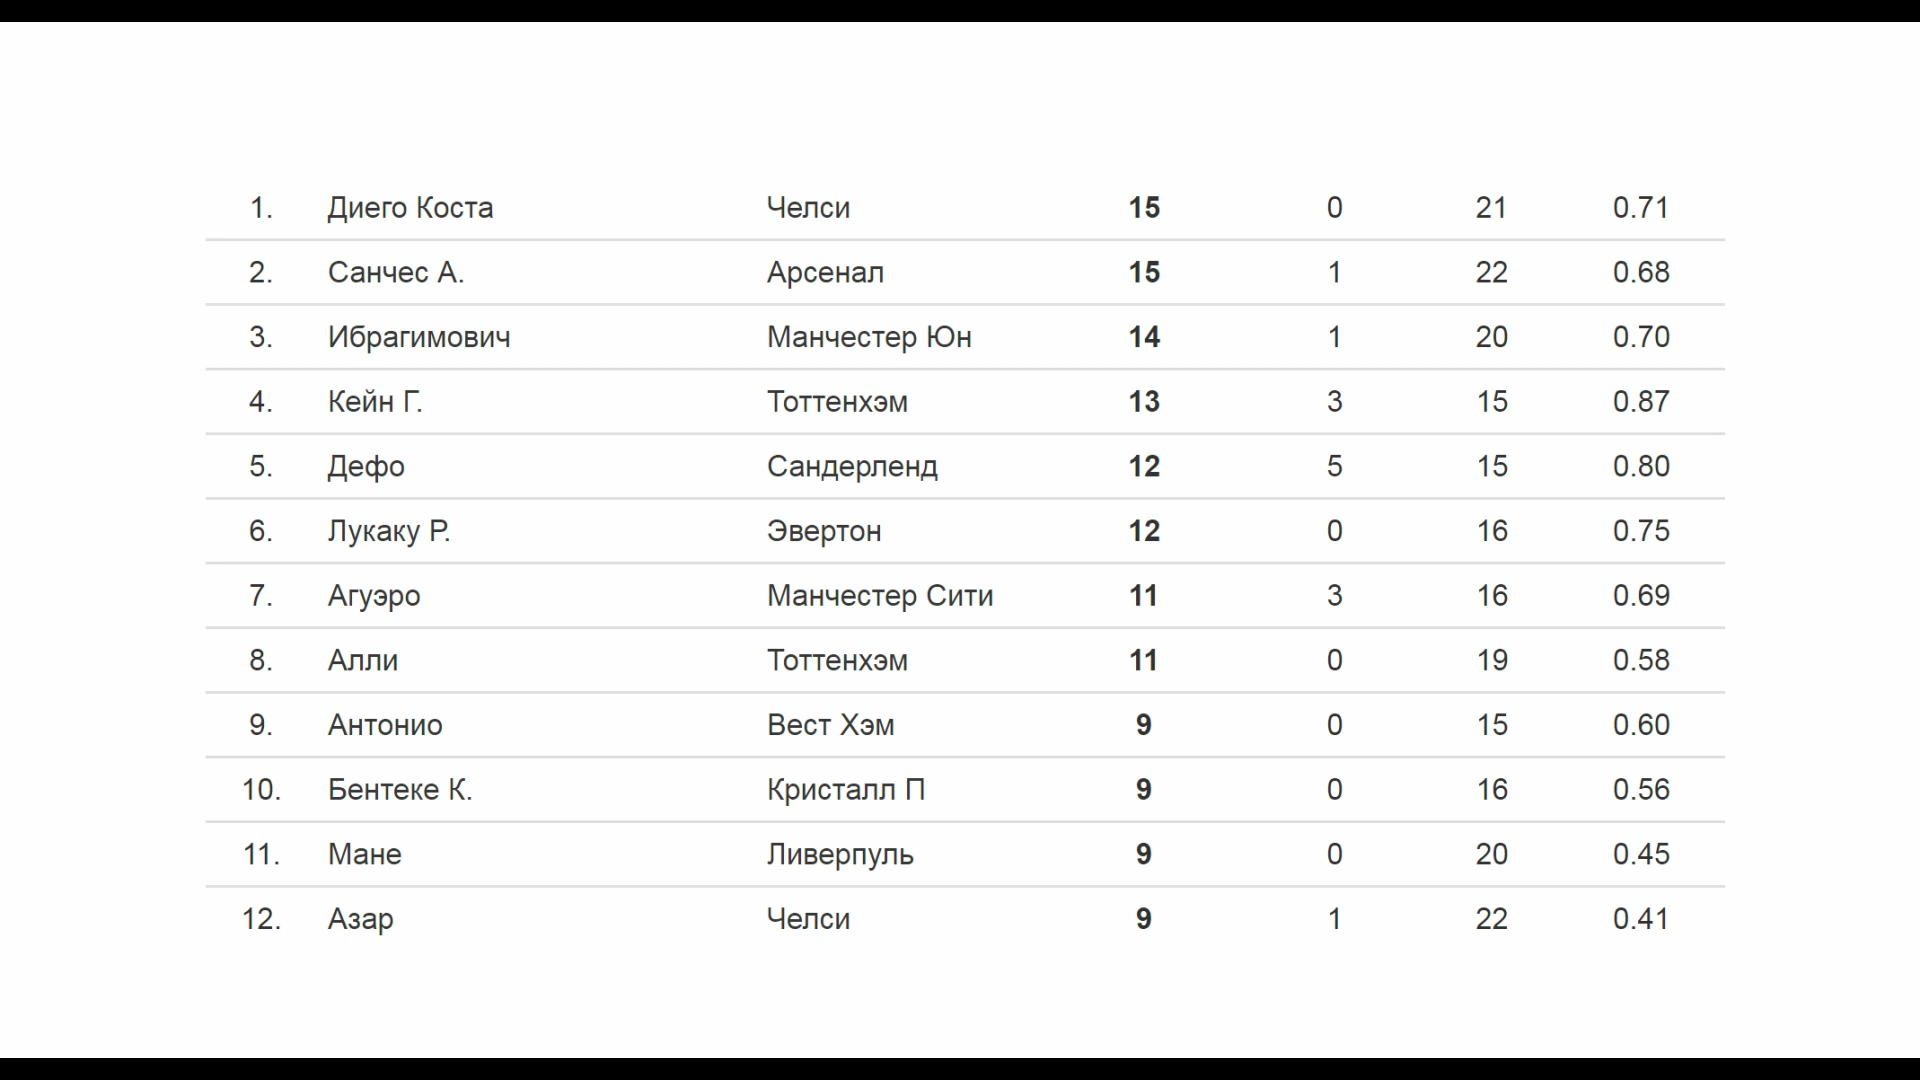 1. Диего Коста Челси 15 0 21 0.71
2. Санчес А. Арсенал 15 1 22 0.68
3. Ибрагимович Манчестер Юн 14 1 20 0.70
4. Кейн Г. Тоттенхэм 13 3 15 0.87
5. Дефо Сандерленд 12 5 15 0.80
6. Лукаку Р. Эвертон 12 0 16 0.75
7. Агуэро Манчестер Сити 11 3 16 0.69
8. Алли Тоттенхэм 11 0 19 0.58
9. Антонио Вест Хэм 9 0 15 0.60
10. Бентеке К. Кристалл П 9 0 16 0.56
11. Мане Ливерпуль 9 0 20 0.45
12. Азар Челси 9 1 22 0.41